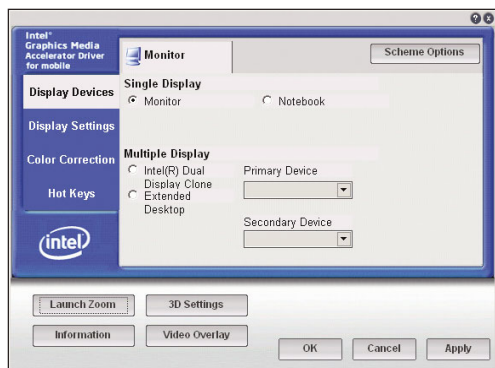 Intel®
Graphics Media
Accelerator Driver
for mobile
Monitor
Scheme Options
Display Devices
Display Settings
Color Correction
Hot Keys
intel
Single Display
Monitor
Notebook
Multiple Display
Intel(R) Dual
Display Clone
Extended
Desktop
Primary Device
Secondary Device
Launch Zoom
3D Settings
Information
Video Overlay
OK
Cancel
Apply